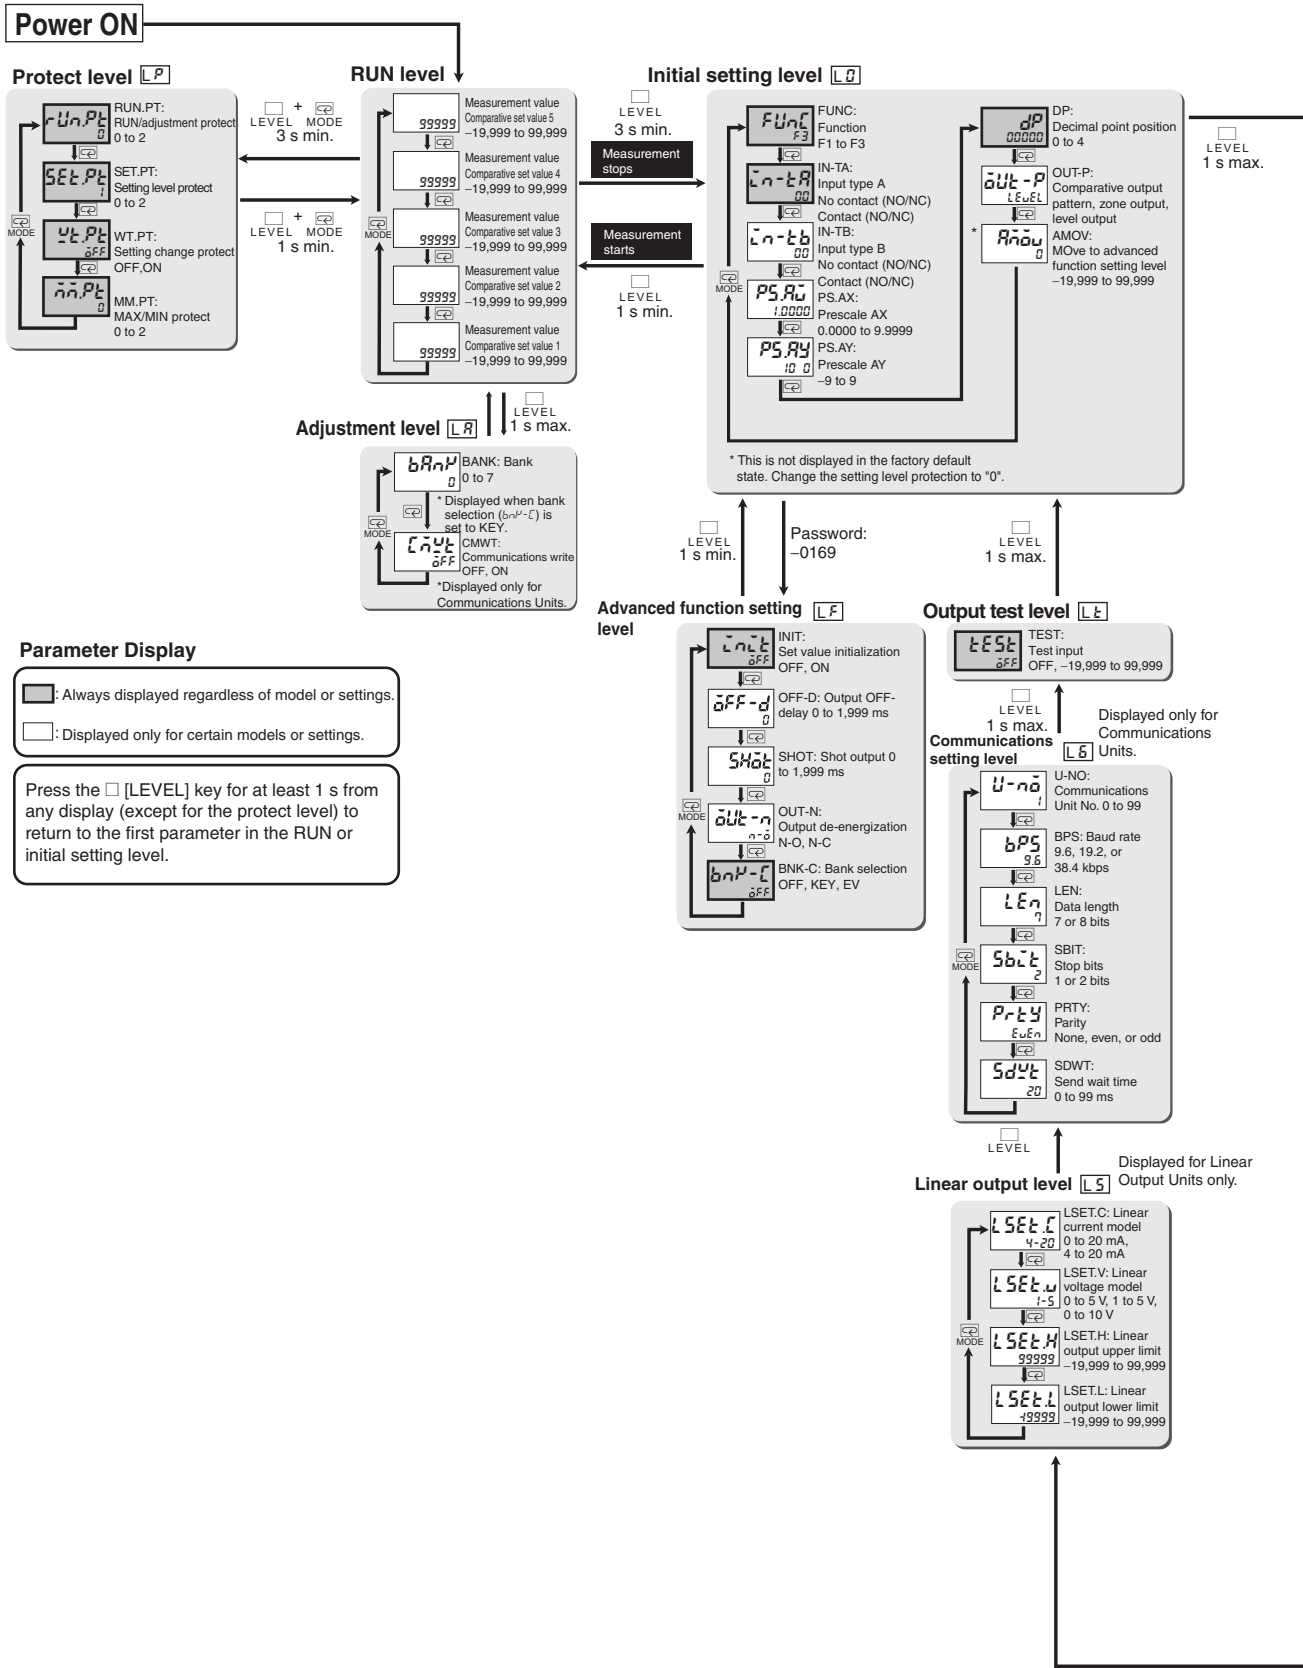 Power ON
Protect level LP
RUN.PT:
RUN/adjustment protect
0 to 2
SET.PT:
Setting level protect
0 to 2
WT.PT:
Setting change protect
OFF,ON
MM.PT:
MAX/MIN protect
0 to 2
MODE
LEVEL + MODE
3 s min.
LEVEL + MODE
1 s min.
RUN level
99999
Measurement value
Comparative set value 5
–19,999 to 99,999
99999
Measurement value
Comparative set value 4
–19,999 to 99,999
99999
Measurement value
Comparative set value 3
–19,999 to 99,999
99999
Measurement value
Comparative set value 2
–19,999 to 99,999
99999
Measurement value
Comparative set value 1
–19,999 to 99,999
MODE
LEVEL
3 s min.
Measurement
stops
Measurement
starts
LEVEL
1 s min.
Initial setting level L0
FUNC:
Function
F1 to F3
IN-TA:
Input type A
No contact (NO/NC)
Contact (NO/NC)
IN-TB:
Input type B
No contact (NO/NC)
Contact (NO/NC)
PS.AX:
Prescale AX
0.0000 to 9.9999
PS.AY:
Prescale AY
–9 to 9
MODE
DP:
Decimal point position
0 to 4
OUT-P:
Comparative output
pattern, zone output,
level output
*
AMOV:
MOve to advanced
function setting level
–19,999 to 99,999
* This is not displayed in the factory default
state. Change the setting level protection to "0".
LEVEL
1 s max.
LEVEL
1 s max.
Adjustment level LA
BANK: Bank
0 to 7
* Displayed when bank
selection (bnK-C) is
set to KEY.
CMWT:
Communications write
OFF, ON
*Displayed only for
Communications Units.
MODE
LEVEL
1 s min.
Password:
–0169
LEVEL
1 s max.
Advanced function setting
level LF
INIT:
Set value initialization
OFF, ON
OFF-D: Output OFF-
delay 0 to 1,999 ms
SHOT: Shot output 0
to 1,999 ms
OUT-N:
Output de-energization
N-O, N-C
BNK-C: Bank selection
OFF, KEY, EV
MODE
Output test level Lt
TEST:
Test input
OFF, –19,999 to 99,999
LEVEL
1 s max.
Displayed only for
Communications
Units.
Communications
setting level L6
U-NO:
Communications
Unit No. 0 to 99
BPS: Baud rate
9.6, 19.2, or
38.4 kbps
LEN:
Data length
7 or 8 bits
SBIT:
Stop bits
1 or 2 bits
PRTY:
Parity
None, even, or odd
SDWT:
Send wait time
0 to 99 ms
MODE
LEVEL
Displayed for Linear
Output Units only.
Linear output level L5
LSET.C: Linear
current model
0 to 20 mA,
4 to 20 mA
LSET.V: Linear
voltage model
0 to 5 V, 1 to 5 V,
0 to 10 V
LSET.H: Linear
output upper limit
–19,999 to 99,999
LSET.L: Linear
output lower limit
–19,999 to 99,999
MODE
Parameter Display
: Always displayed regardless of model or settings.
: Displayed only for certain models or settings.
Press the □ [LEVEL] key for at least 1 s from
any display (except for the protect level) to
return to the first parameter in the RUN or
initial setting level.